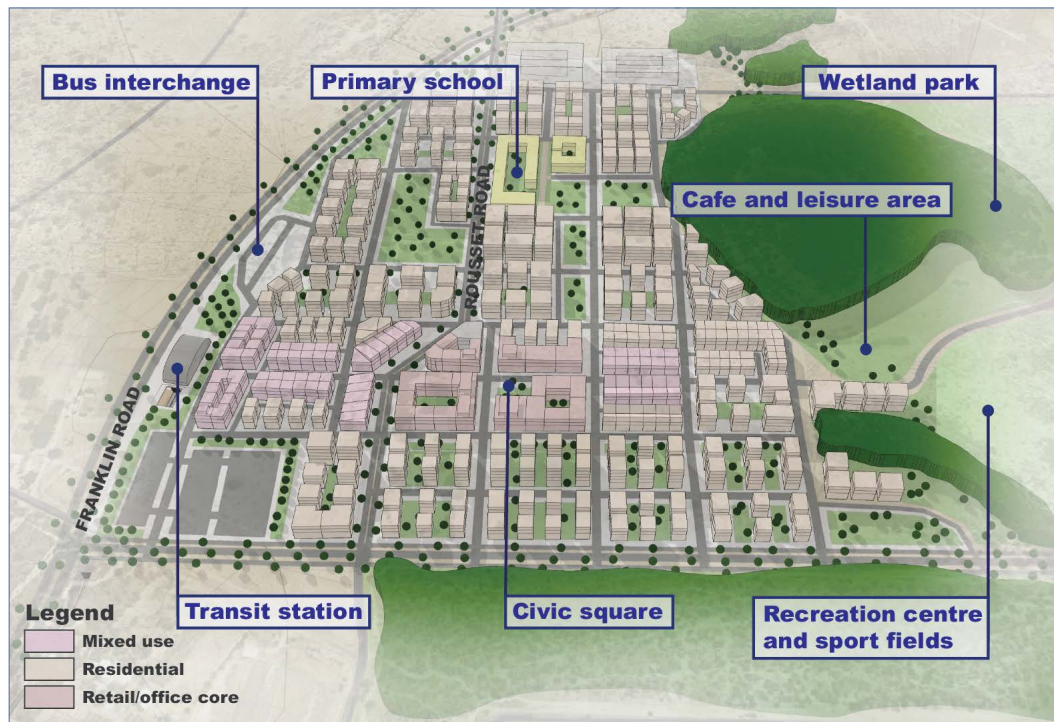 Bus interchange
Primary school
Wetland park
Cafe and leisure area
ROUSSET ROAD
FRANKLIN ROAD
Transit station
Civic square
Recreation centre
and sport fields
Legend
Mixed use
Residential
Retail/office core